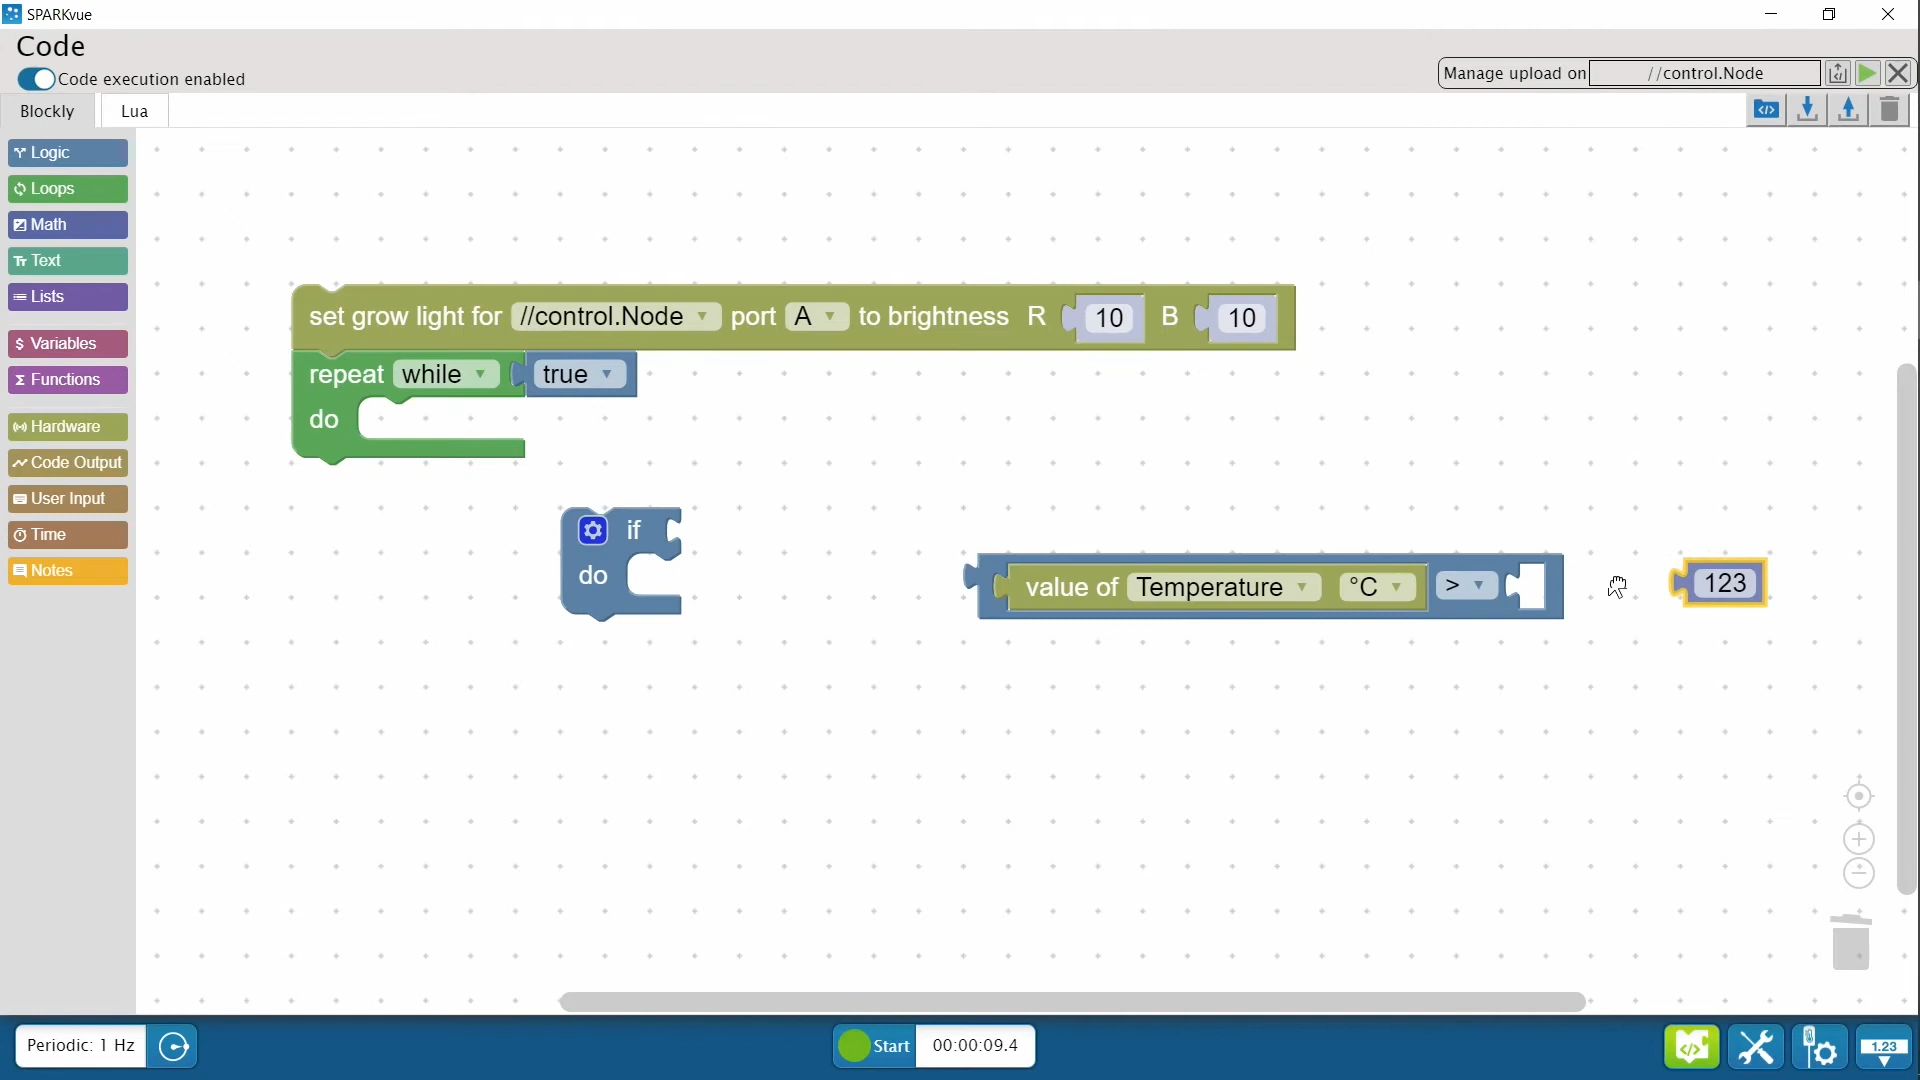 SPARKvue
Code
Code execution enabled
Manage upload on //control.Node
Blockly Lua
Logic
Loops
Math
Text
Lists
$ Variables
Σ Functions
Hardware
Code Output
User Input
Time
Notes
set grow light for //control.Node port A to brightness R 10 B 10
repeat while true
do
if
do
value of Temperature °C >
123
Periodic: 1 Hz
Start 00:00:09.4
1.23